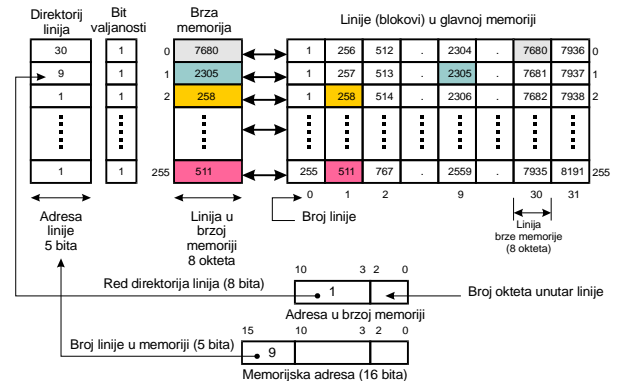 Direktorij linija
Bit valjanosti
Brza memorija
Linije (blokovi) u glavnoj memoriji
30 1 0 7680 1 256 512 . 2304 . 7680 7936 0
9 1 1 2305 1 257 513 . 2305 . 7681 7937 1
1 1 2 258 1 258 514 . 2306 . 7682 7938 2
1 1 255 511 255 511 767 . 2559 . 7935 8191 255
0 1 2 9 30 31
Adresa linije 5 bita
Linija u brzoj memoriji 8 okteta
Broj linije
Linija brze memorije (8 okteta)
10 3 2 0
Red direktorija linija (8 bita)
1
Broj okteta unutar linije
Adresa u brzoj memoriji
15 10 3 2 0
Broj linije u memoriji (5 bita)
9
Memorijska adresa (16 bita)